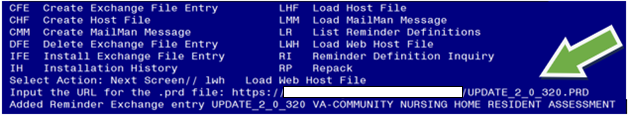 CFE  Create Exchange File Entry  LHF  Load Host File
CHF  Create Host File  LMM  Load MailMan Message
CMM  Create MailMan Message  LR  List Reminder Definitions
DFE  Delete Exchange File Entry  LWH  Load Web Host File
IFE  Install Exchange File Entry  RI  Reminder Definition Inquiry
IH  Installation History  RP  Repack
Select Action: Next Screen// lwh  Load Web Host File
Input the URL for the .prd file: https:// /UPDATE_2_0_320.PRD
Added Reminder Exchange entry UPDATE_2_0_320 VA-COMMUNITY NURSING HOME RESIDENT ASSESSMENT